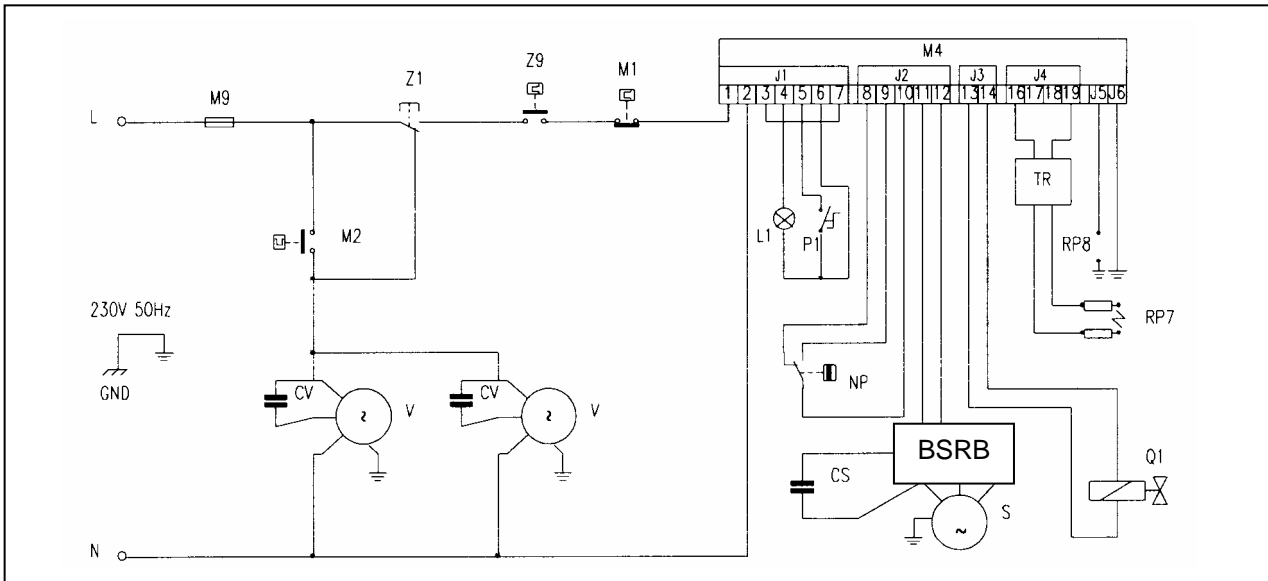 M4
Z9
M1
Z1
J1 J2 J3 J4
M9
1 2 3 4 5 6 7 8 9 10 11 12 13 14 16 17 18 19 J5 J6
L
TR
M2
L1 P1
RP8
230V 50Hz
RP7
GND
NP
CV V CV V
BSRB
CS
Q1
S
N